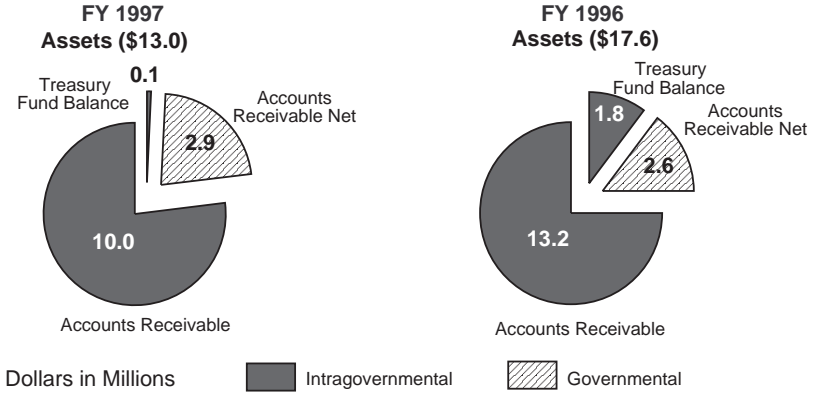 FY 1997
Assets ($13.0)
0.1
Treasury
Fund Balance
Accounts
Receivable Net
2.9
10.0
Accounts Receivable
FY 1996
Assets ($17.6)
Treasury
Fund Balance
1.8
Accounts
Receivable Net
2.6
13.2
Accounts Receivable
Dollars in Millions
Intragovernmental
Governmental